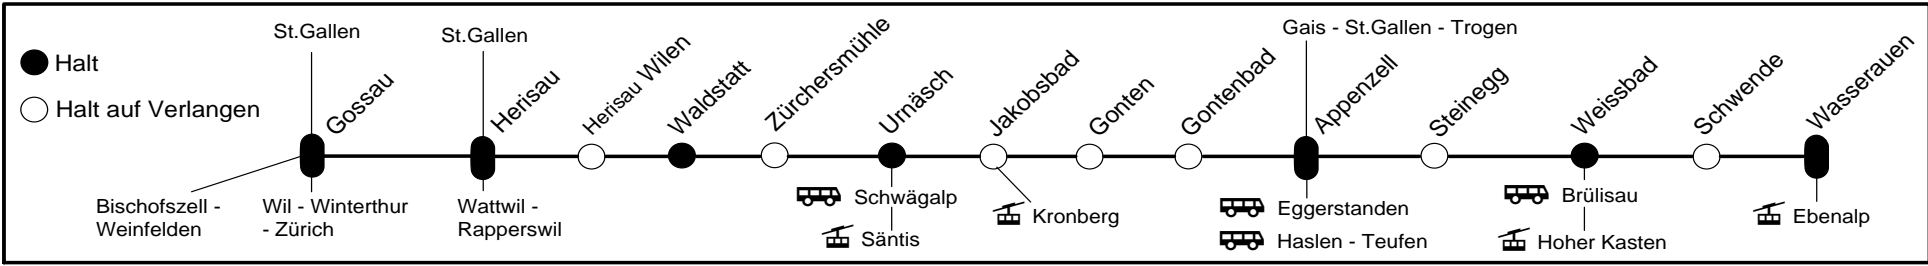 Halt
Halt auf Verlangen
St.Gallen
St.Gallen
Gais - St.Gallen - Trogen
Gossau
Herisau
Herisau Wilen
Waldstatt
Zürchersmühle
Urnäsch
Jakobsbad
Gonten
Gontenbad
Appenzell
Steinegg
Weissbad
Schwende
Wasserauen
Bischofszell -
Weinfelden
Wil - Winterthur
- Zürich
Wattwil -
Rapperswil
Schwägalp
Säntis
Kronberg
Eggerstanden
Haslen - Teufen
Brülisau
Hoher Kasten
Ebenalp